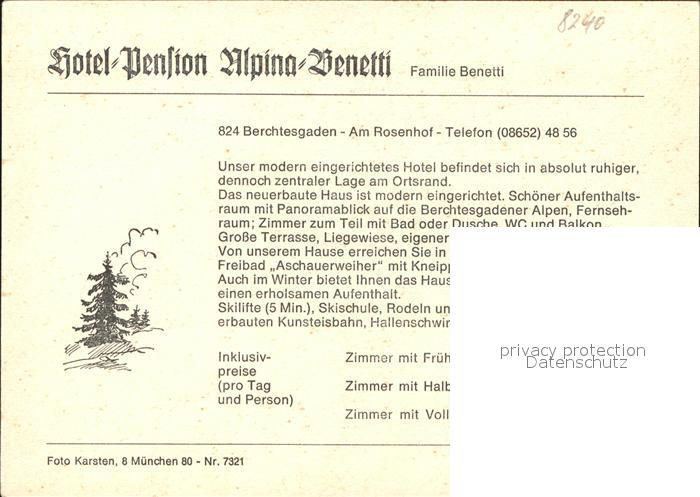 8240
Hotel-Pension Alpina-Benetti Familie Benetti
824 Berchtesgaden - Am Rosenhof - Telefon (08652) 48 56
Unser modern eingerichtetes Hotel befindet sich in absolut ruhiger,
dennoch zentraler Lage am Ortsrand.
Das neuerbaute Haus ist modern eingerichtet. Schöner Aufenthalts-
raum mit Panoramablick auf die Berchtesgadener Alpen, Fernseh-
raum; Zimmer zum Teil mit Bad oder Dusche, WC und Balkon.
Große Terrasse, Liegewiese, eigener
Von unserem Hause erreichen Sie in
Freibad „Aschauerweiher" mit Kneipp
Auch im Winter bietet Ihnen das Haus
einen erholsamen Aufenthalt.
Skilifte (5 Min.), Skischule, Rodeln un
erbauten Kunsteisbahn, Hallenschwim
Inklusiv-
preise
(pro Tag
und Person)
Zimmer mit Früh
Zimmer mit Halb
Zimmer mit Voll
privacy protection
Datenschutz
Foto Karsten, 8 München 80 - Nr. 7321